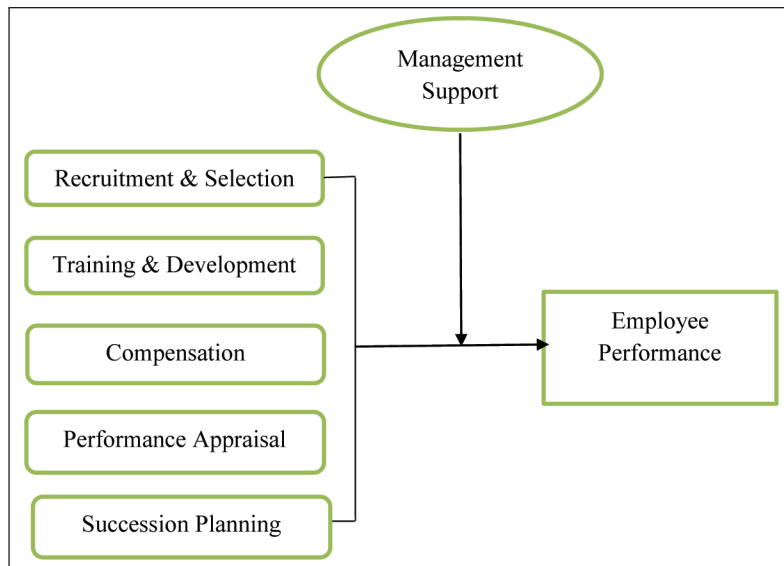 Management
Support
Recruitment & Selection
Training & Development
Compensation
Performance Appraisal
Succession Planning
Employee
Performance